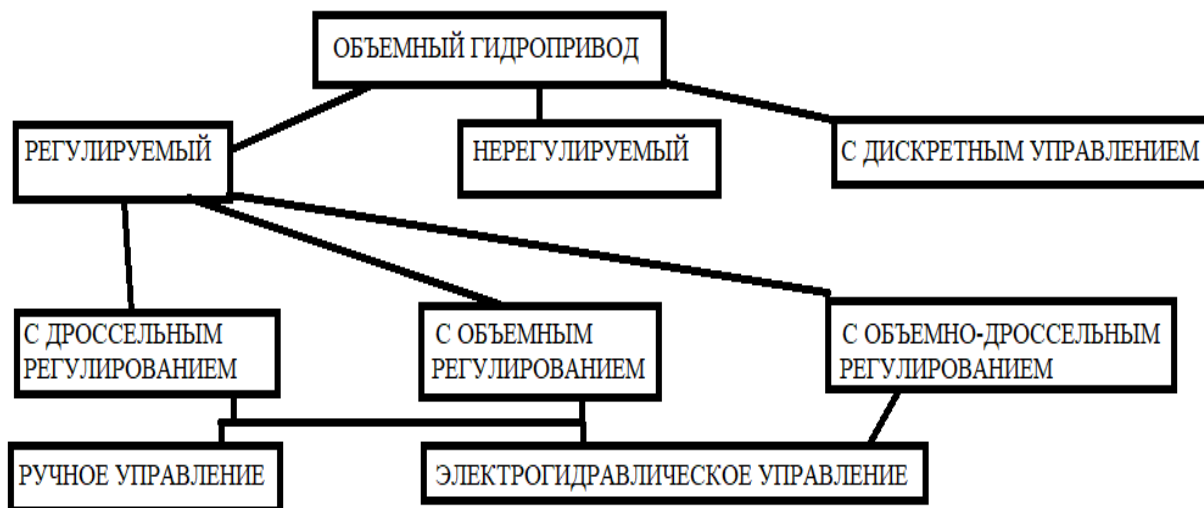 ОБЪЕМНЫЙ ГИДРОПРИВОД
РЕГУЛИРУЕМЫЙ
НЕРЕГУЛИРУЕМЫЙ
С ДИСКРЕТНЫМ УПРАВЛЕНИЕМ
С ДРОССЕЛЬНЫМ
РЕГУЛИРОВАНИЕМ
С ОБЪЕМНЫМ
РЕГУЛИРОВАНИЕМ
С ОБЪЕМНО-ДРОССЕЛЬНЫМ
РЕГУЛИРОВАНИЕМ
РУЧНОЕ УПРАВЛЕНИЕ
ЭЛЕКТРОГИДРАВЛИЧЕСКОЕ УПРАВЛЕНИЕ